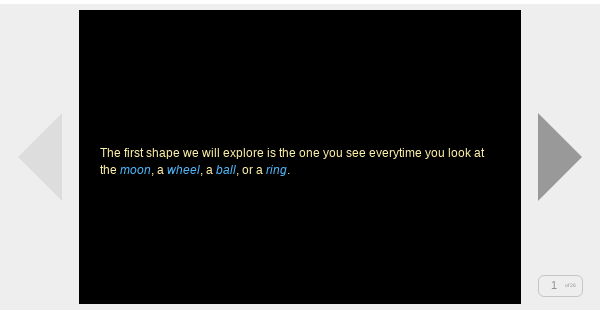 The first shape we will explore is the one you see everytime you look at
the moon, a wheel, a ball, or a ring.
1